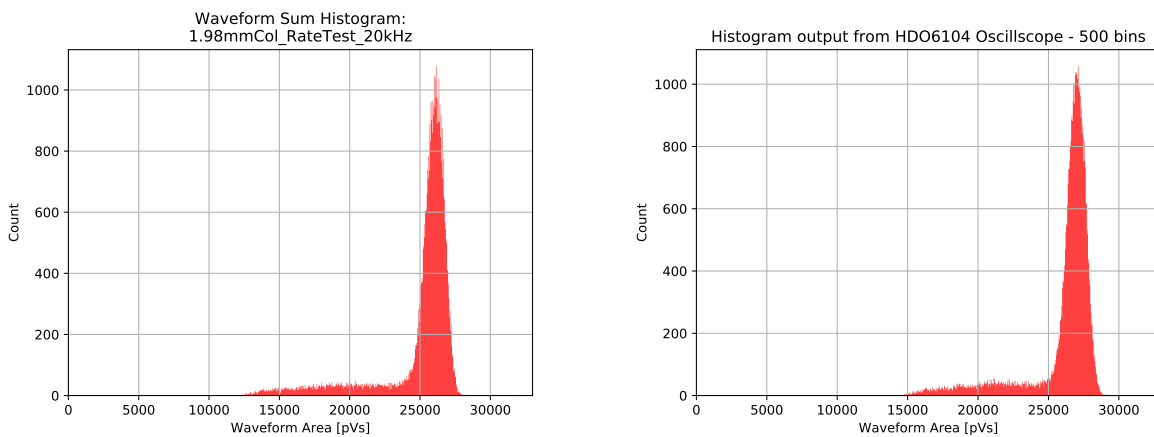 Waveform Sum Histogram:
1.98mmCol_RateTest_20kHz
Count
1000
800
600
400
200
0
0 5000 10000 15000 20000 25000 30000
Waveform Area [pVs]
Histogram output from HDO6104 Oscillscope - 500 bins
Count
1000
800
600
400
200
0
0 5000 10000 15000 20000 25000 30000
Waveform Area [pVs]